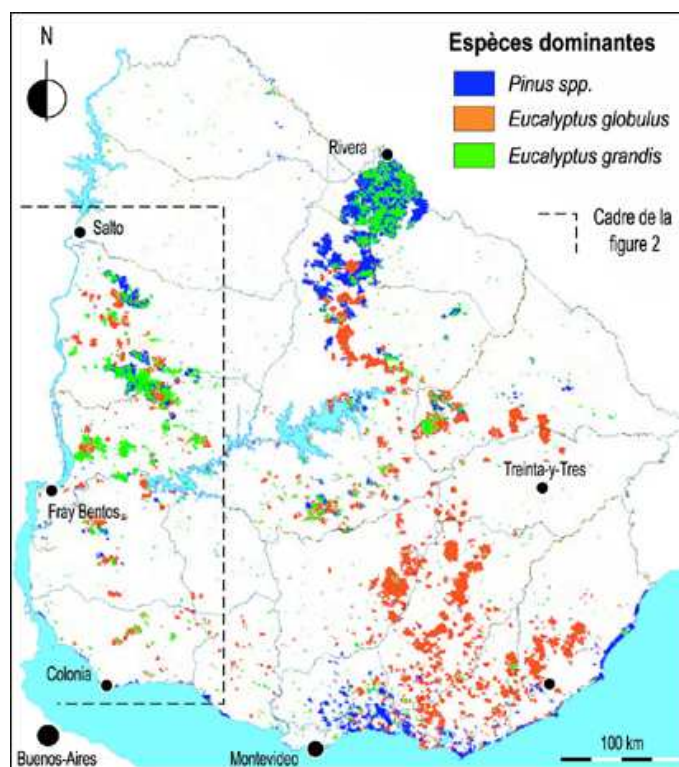 N
Espèces dominantes
Pinus spp.
Eucalyptus globulus
Eucalyptus grandis
Cadre de la
figure 2
Rivera
Salto
Treinta-y-Tres
Fray Bentos
Colonia
Buenos-Aires
Montevideo
100 km